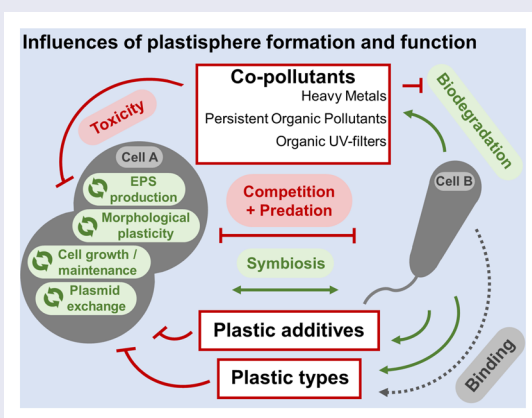 Influences of plastisphere formation and function
Co-pollutants
Heavy Metals
Persistent Organic Pollutants
Organic UV-filters
Toxicity
Biodegradation
Cell A
EPS
production
Morphological
plasticity
Cell growth /
maintenance
Plasmid
exchange
Competition
+ Predation
Cell B
Symbiosis
Plastic additives
Plastic types
Binding